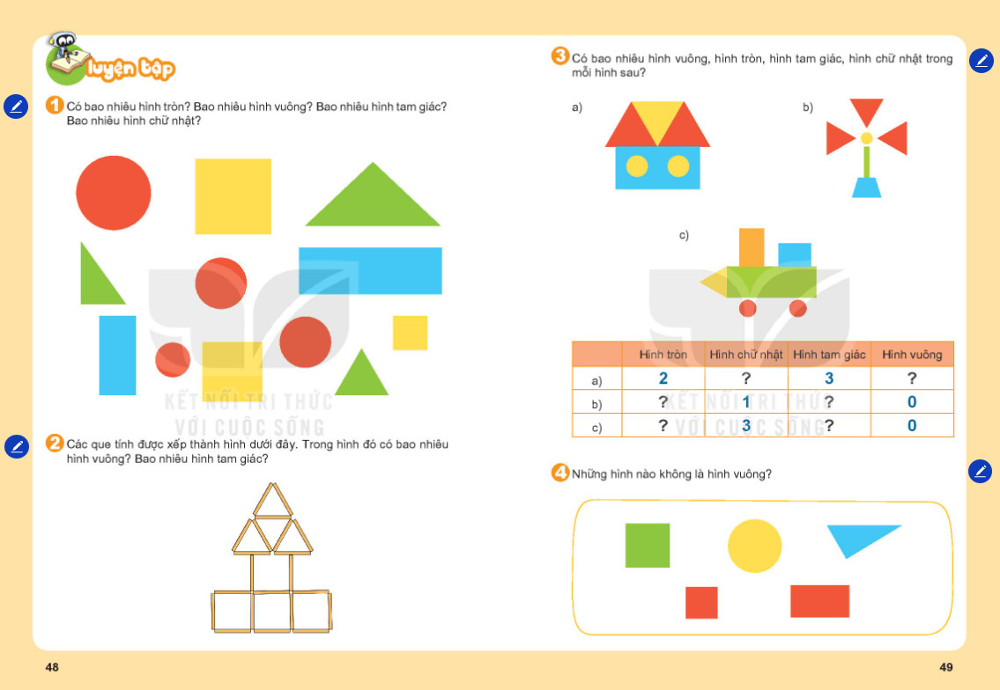 Luyện tập
1 Có bao nhiêu hình tròn? Bao nhiêu hình vuông? Bao nhiêu hình tam giác?
Bao nhiêu hình chữ nhật?
KẾT NỐI TRI THỨC
VỚI CUỘC SỐNG
2 Các que tính được xếp thành hình dưới đây. Trong hình đó có bao nhiêu
hình vuông? Bao nhiêu hình tam giác?
48
3 Có bao nhiêu hình vuông, hình tròn, hình tam giác, hình chữ nhật trong
mỗi hình sau?
a)
b)
c)
Hình tròn Hình chữ nhật Hình tam giác Hình vuông
a) 2 ? 3 ?
b) ? 1 ? 0
c) ? 3 ? 0
KẾT NỐI TRI THỨC
VỚI CUỘC SỐNG
4 Những hình nào không là hình vuông?
49